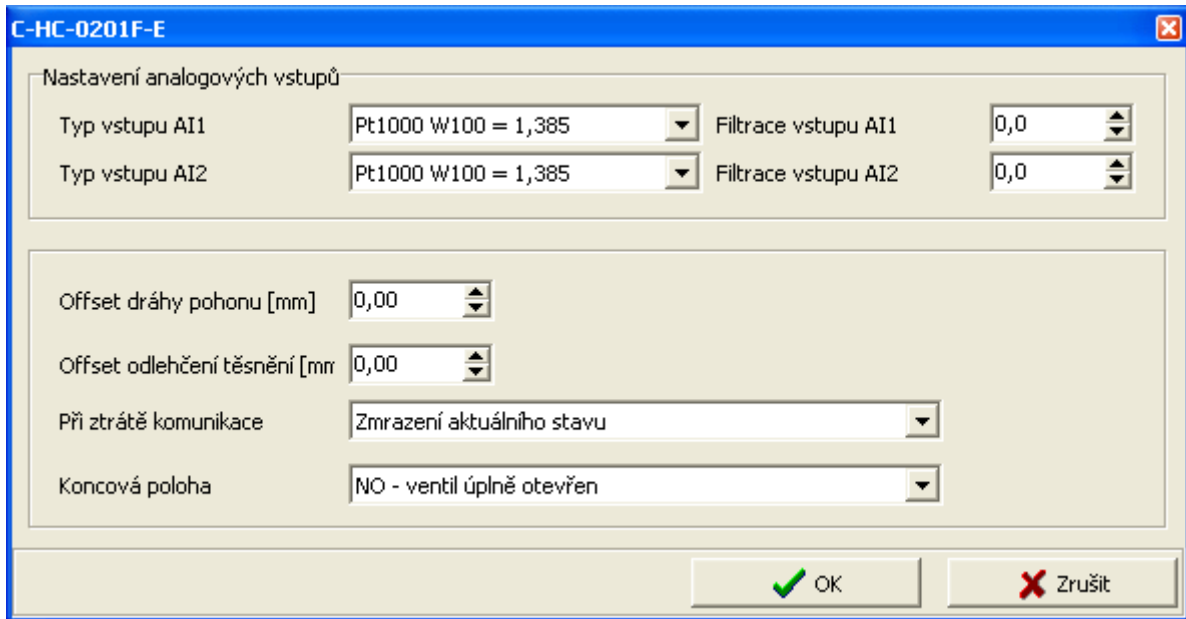 C-HC-0201F-E
Nastavení analogových vstupů
Typ vstupu AI1 Pt1000 W100 = 1,385 Filtrace vstupu AI1 0,0
Typ vstupu AI2 Pt1000 W100 = 1,385 Filtrace vstupu AI2 0,0
Offset dráhy pohonu [mm] 0,00
Offset odlehčení těsnění [mm 0,00
Při ztrátě komunikace Zmrazení aktuálního stavu
Koncová poloha NO - ventil úplně otevřen
OK Zrušit